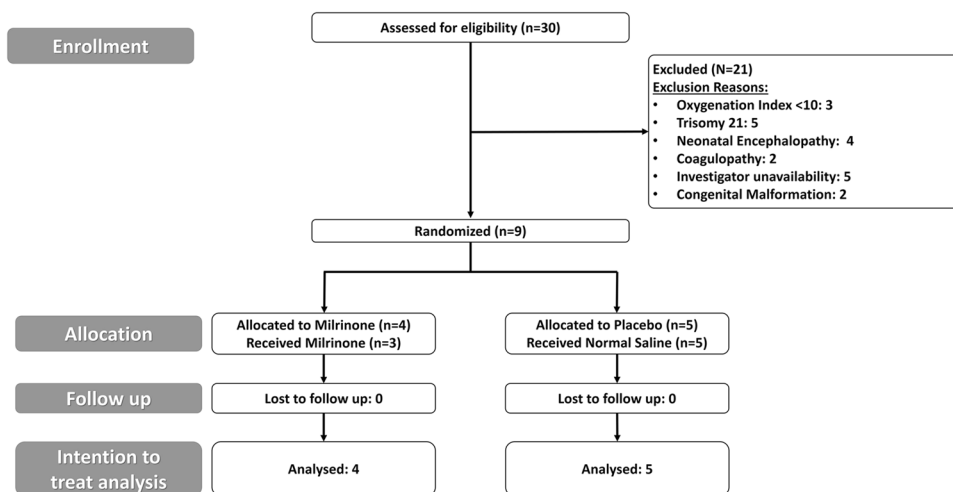 Assessed for eligibility (n=30)
Enrollment
Excluded (N=21)
Exclusion Reasons:
• Oxygenation Index <10: 3
• Trisomy 21: 5
• Neonatal Encephalopathy: 4
• Coagulopathy: 2
• Investigator unavailability: 5
• Congenital Malformation: 2
Randomized (n=9)
Allocation
Allocated to Milrinone (n=4)
Received Milrinone (n=3)
Allocated to Placebo (n=5)
Received Normal Saline (n=5)
Follow up
Lost to follow up: 0
Lost to follow up: 0
Intention to
treat analysis
Analysed: 4
Analysed: 5